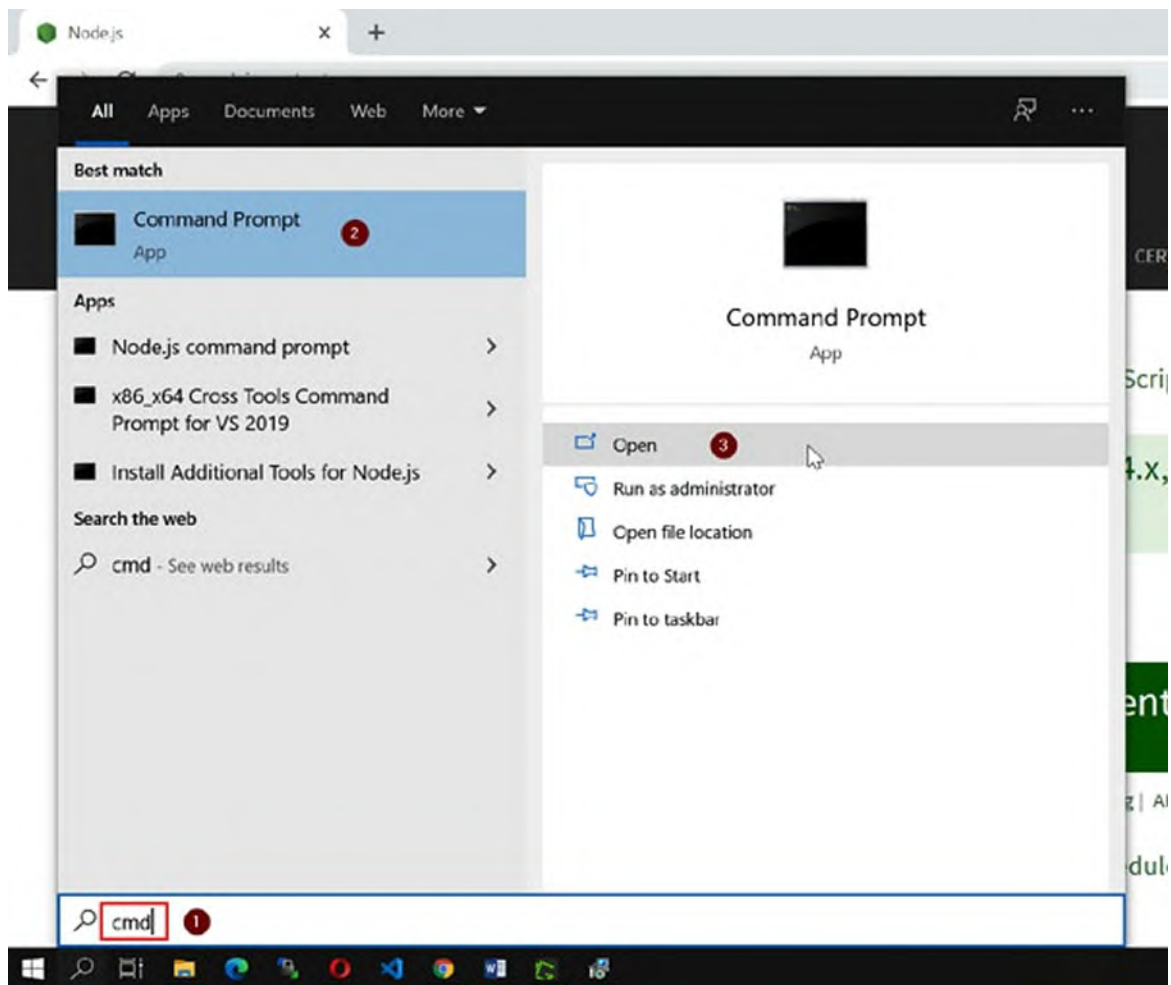 Node.js
All Apps Documents Web More
Best match
Command Prompt
App
2
Apps
Node.js command prompt
x86_x64 Cross Tools Command
Prompt for VS 2019
Install Additional Tools for Node.js
Search the web
cmd - See web results
Command Prompt
App
Open 3
Run as administrator
Open file location
Pin to Start
Pin to taskbar
CER
Scri
4.x,
ent
g | Al
dule
cmd 1